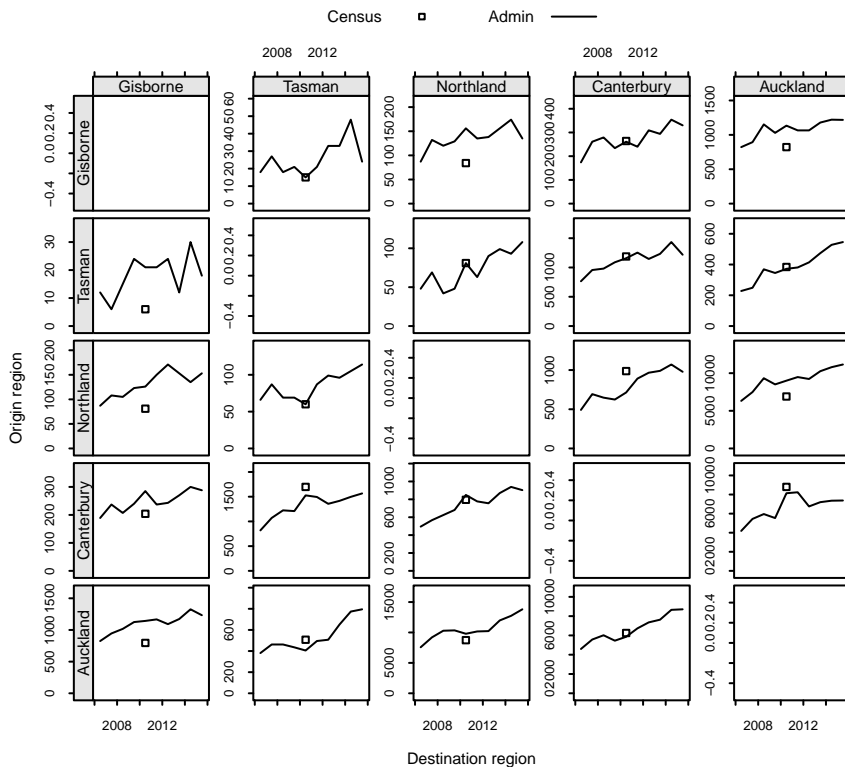 Census Admin
2008 2012
Gisborne Tasman Northland Canterbury Auckland
Gisborne
−0.4 0.0 0.2 0.4
0 10 20 30 40 50 60
0 50 100 150 200
0 100 200 300 400
0 500 1000 1500
Tasman
0 10 20 30
−0.4 0.0 0.2 0.4
0 50 100
0 500 1000
0 200 400 600
Northland
0 50 100 150 200
0 50 100
−0.4 0.0 0.2 0.4
0 500 1000
0 5000 10000
Canterbury
0 100 200 300
0 500 1500
0 200 600 1000
−0.4 0.0 0.2 0.4
0 2000 6000 10000
Auckland
0 500 1000 1500
0 200 600
0 5000 15000
0 2000 6000 10000
−0.4 0.0 0.2 0.4
2008 2012
2008 2012
2008 2012
2008 2012
Origin region
Destination region